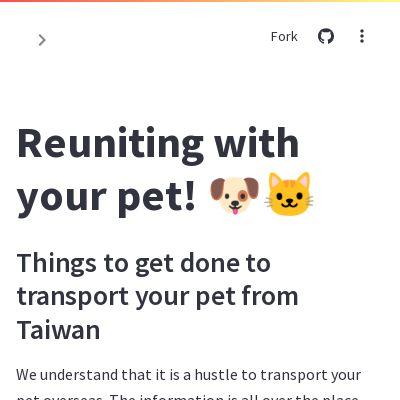 Fork
Reuniting with
your pet! 🐶🐱
Things to get done to
transport your pet from
Taiwan
We understand that it is a hustle to transport your
pet overseas. The information is all over the place